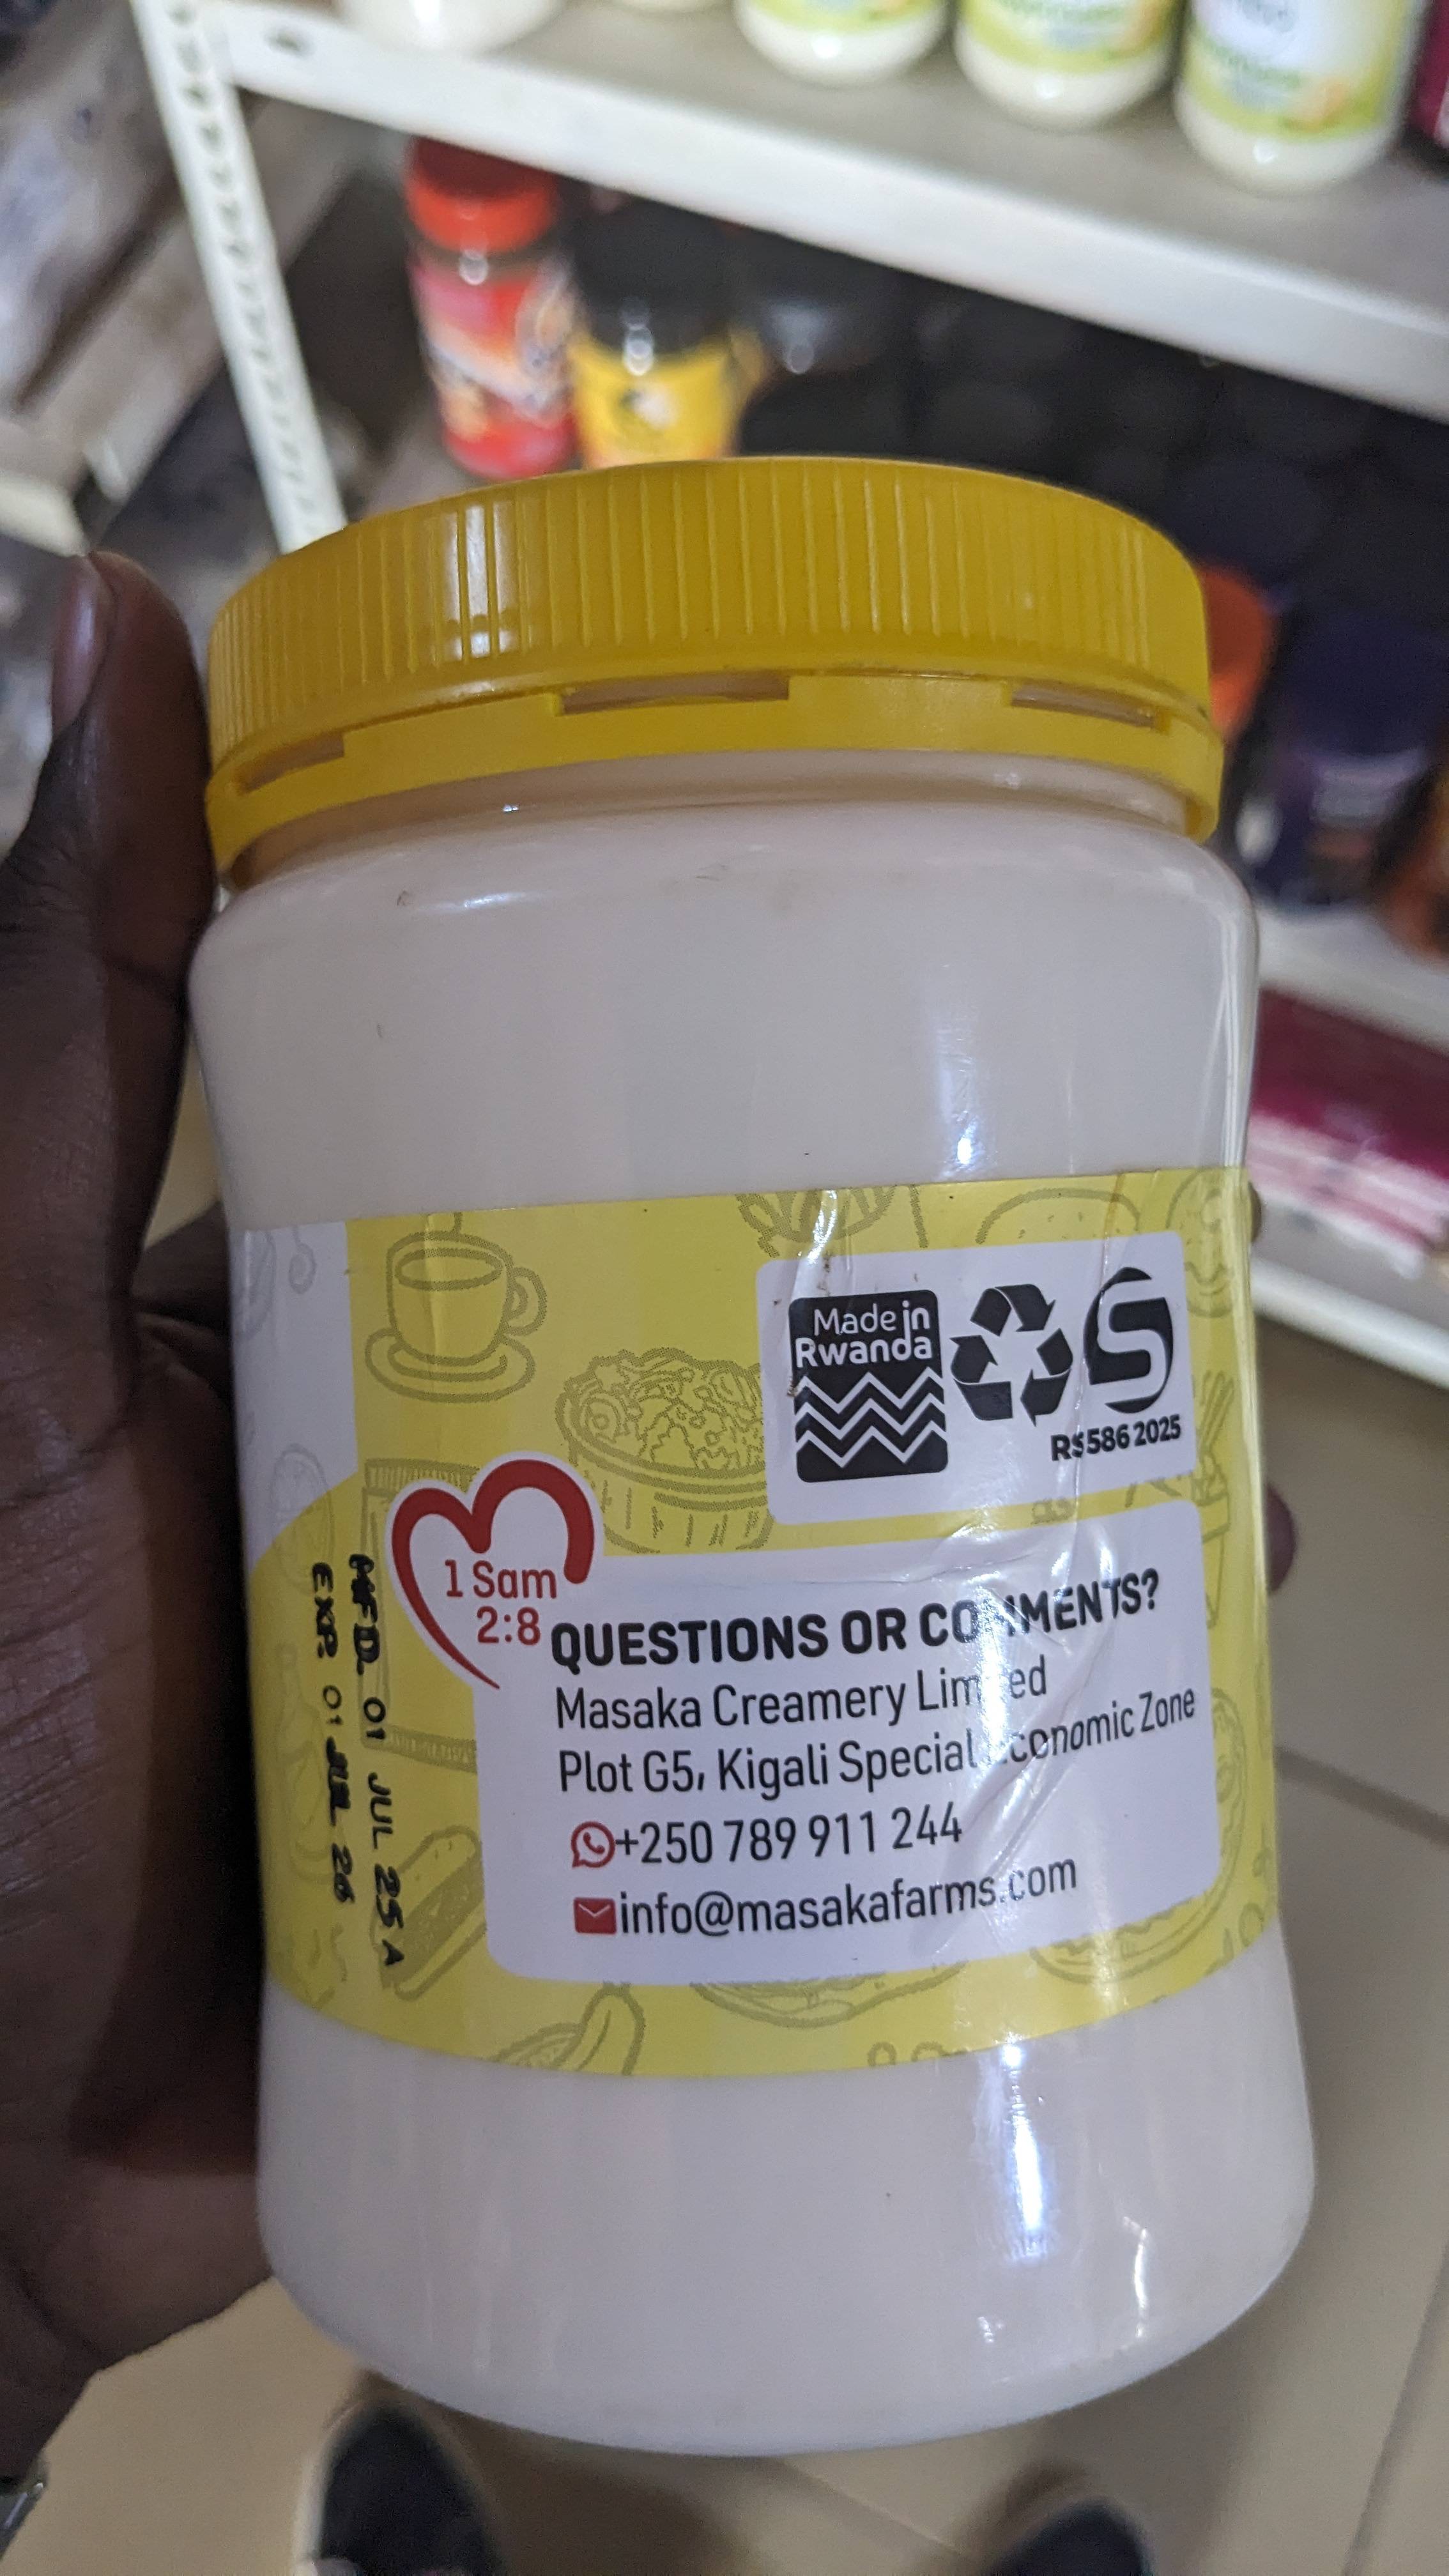 Made in
Rwanda
S
RS 586 2025
1 Sam
2:8
QUESTIONS OR COMMENTS?
Masaka Creamery Limited
Plot G5, Kigali Special Economic Zone
+250 789 911 244
info@masakafarms.com
MFD 01 JUL 25 A
EXP 01 JUL 26